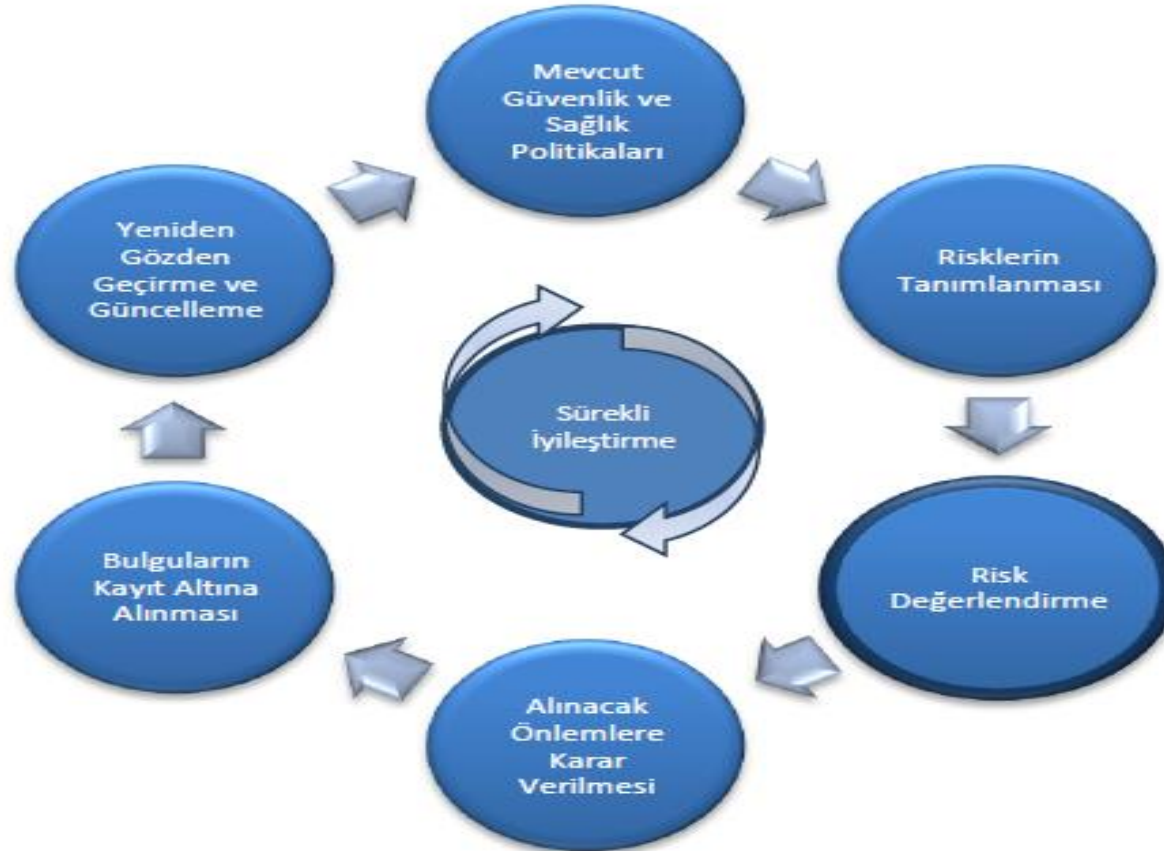 Mevcut
Güvenlik ve
Sağlık
Politikaları
Risklerin
Tanımlanması
Risk
Değerlendirme
Alınacak
Önlemlere
Karar
Verilmesi
Bulguların
Kayıt Altına
Alınması
Yeniden
Gözden
Geçirme ve
Güncelleme
Sürekli
İyileştirme